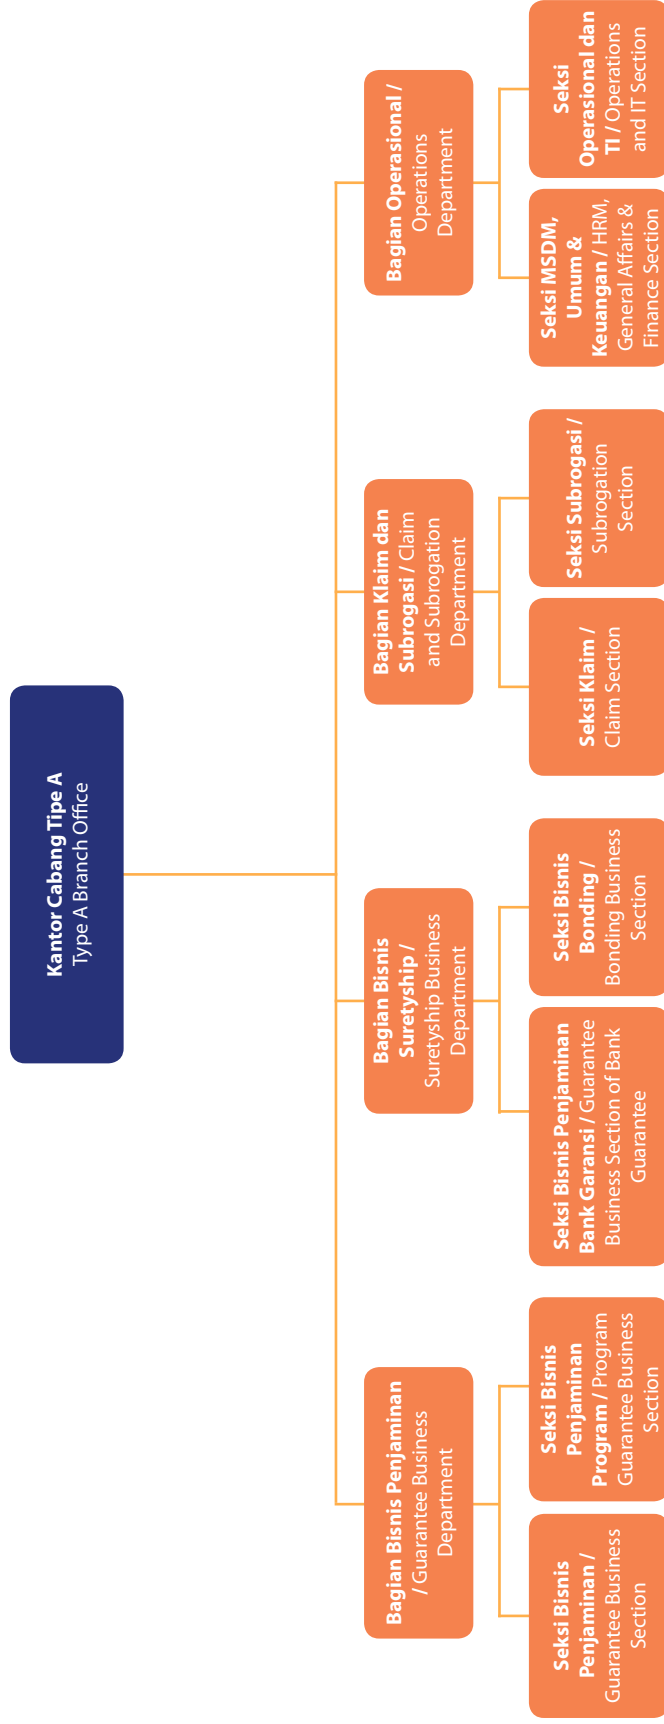 Kantor Cabang Tipe A
Type A Branch Office
Bagian Bisnis Penjaminan
/ Guarantee Business
Department
Bagian Bisnis
Suretyship /
Suretyship Business
Department
Bagian Klaim dan
Subrogasi / Claim
and Subrogation
Department
Bagian Operasional /
Operations
Department
Seksi Bisnis
Penjaminan /
Guarantee Business
Section
Seksi Bisnis
Penjaminan
Program / Program
Guarantee Business
Section
Seksi Bisnis Penjaminan
Bank Garansi / Guarantee
Business Section of Bank
Guarantee
Seksi Bisnis
Bonding /
Bonding Business
Section
Seksi Klaim /
Claim Section
Seksi Subrogasi /
Subrogation
Section
Seksi MSDM,
Umum &
Keuangan / HRM,
General Affairs &
Finance Section
Seksi
Operasional dan
TI / Operations
and IT Section